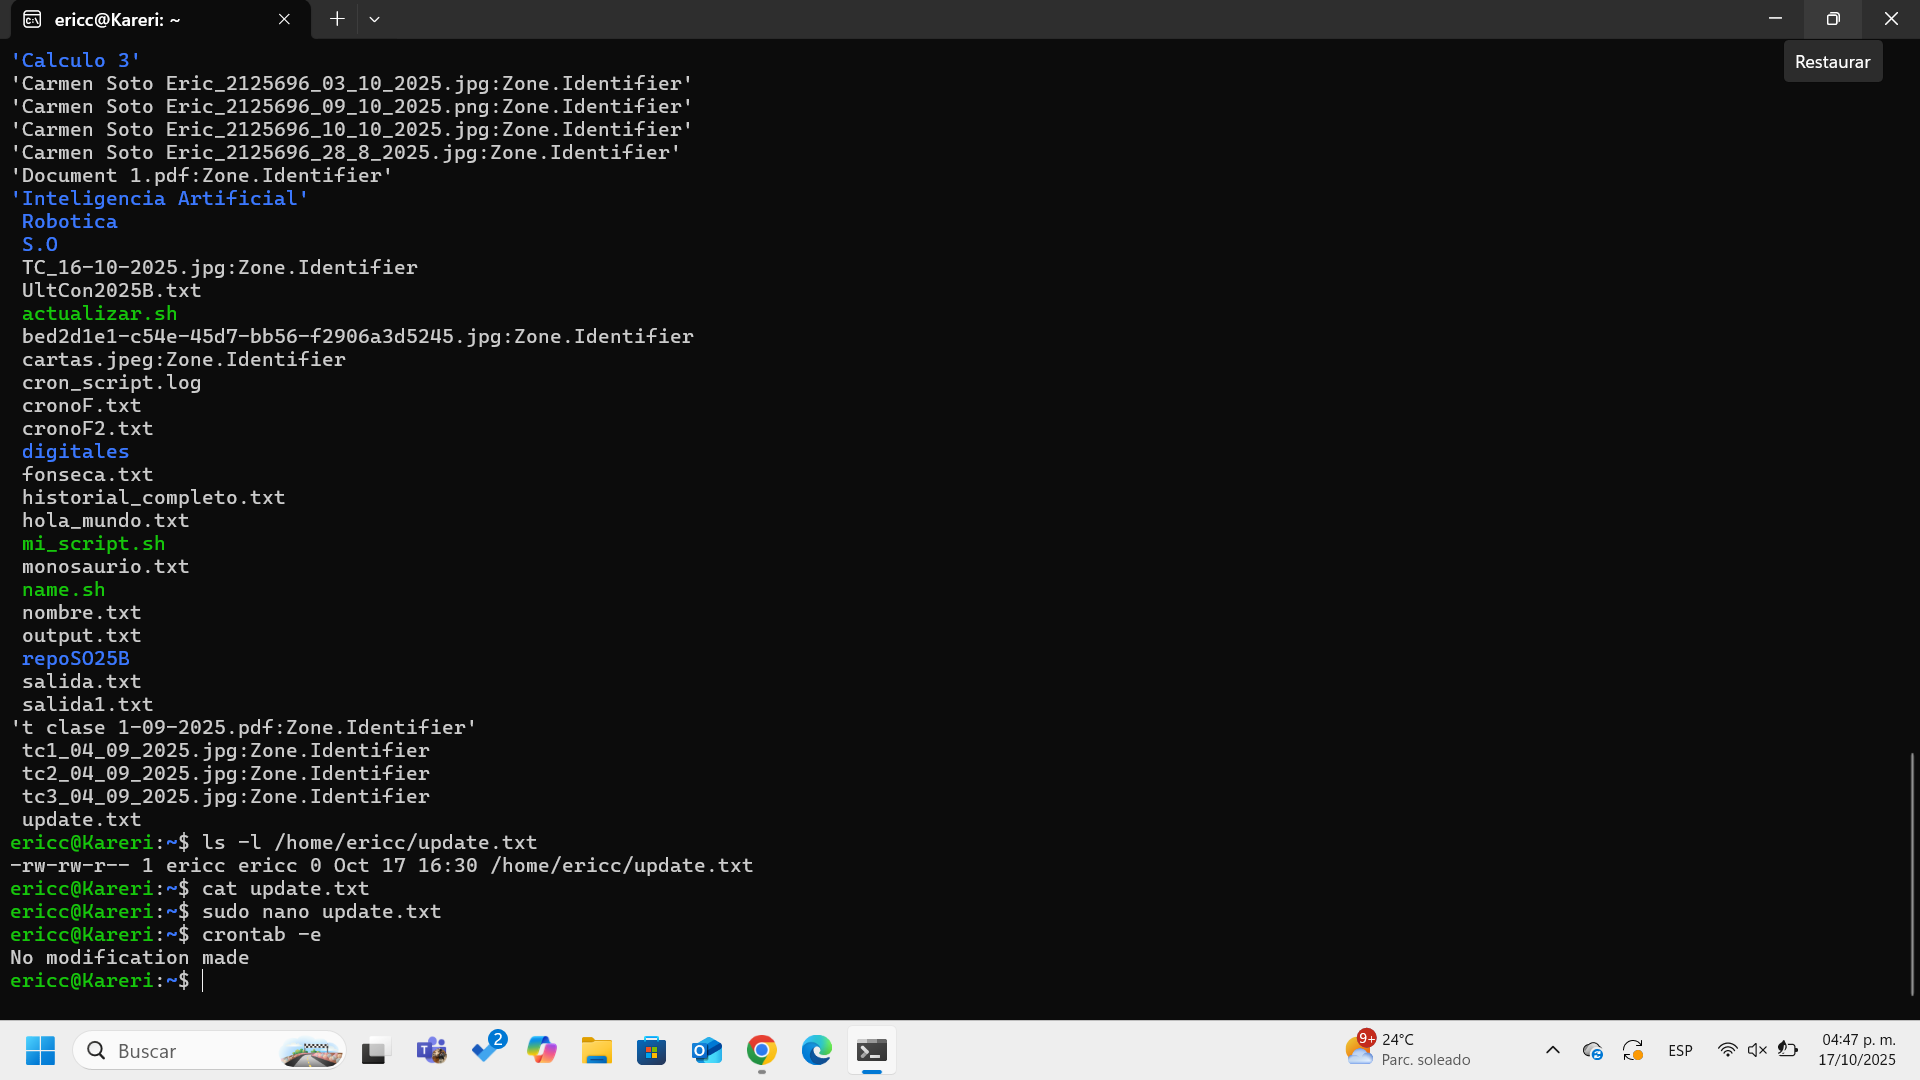 ericc@Kareri: ~
Restaurar
'Calculo 3'
'Carmen Soto Eric_2125696_03_10_2025.jpg:Zone.Identifier'
'Carmen Soto Eric_2125696_09_10_2025.png:Zone.Identifier'
'Carmen Soto Eric_2125696_10_10_2025.jpg:Zone.Identifier'
'Carmen Soto Eric_2125696_28_8_2025.jpg:Zone.Identifier'
'Document 1.pdf:Zone.Identifier'
'Inteligencia Artificial'
Robotica
S.O
TC_16-10-2025.jpg:Zone.Identifier
UltCon2025B.txt
actualizar.sh
bed2d1e1-c54e-45d7-bb56-f2906a3d5245.jpg:Zone.Identifier
cartas.jpeg:Zone.Identifier
cron_script.log
cronoF.txt
cronoF2.txt
digitales
fonseca.txt
historial_completo.txt
hola_mundo.txt
mi_script.sh
monosaurio.txt
name.sh
nombre.txt
output.txt
repoSO25B
salida.txt
salida1.txt
't clase 1-09-2025.pdf:Zone.Identifier'
tc1_04_09_2025.jpg:Zone.Identifier
tc2_04_09_2025.jpg:Zone.Identifier
tc3_04_09_2025.jpg:Zone.Identifier
update.txt
ericc@Kareri:~$ ls -l /home/ericc/update.txt
-rw-rw-r-- 1 ericc ericc 0 Oct 17 16:30 /home/ericc/update.txt
ericc@Kareri:~$ cat update.txt
ericc@Kareri:~$ sudo nano update.txt
ericc@Kareri:~$ crontab -e
No modification made
ericc@Kareri:~$
Buscar
2
9+
24°C
Parc. soleado
ESP
04:47 p. m.
17/10/2025